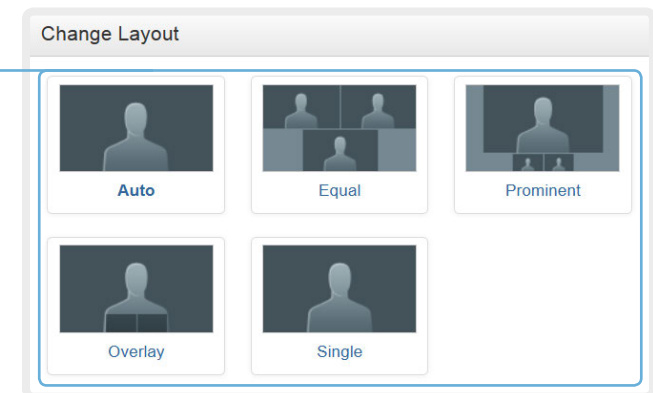 Change Layout
Auto
Equal
Prominent
Overlay
Single